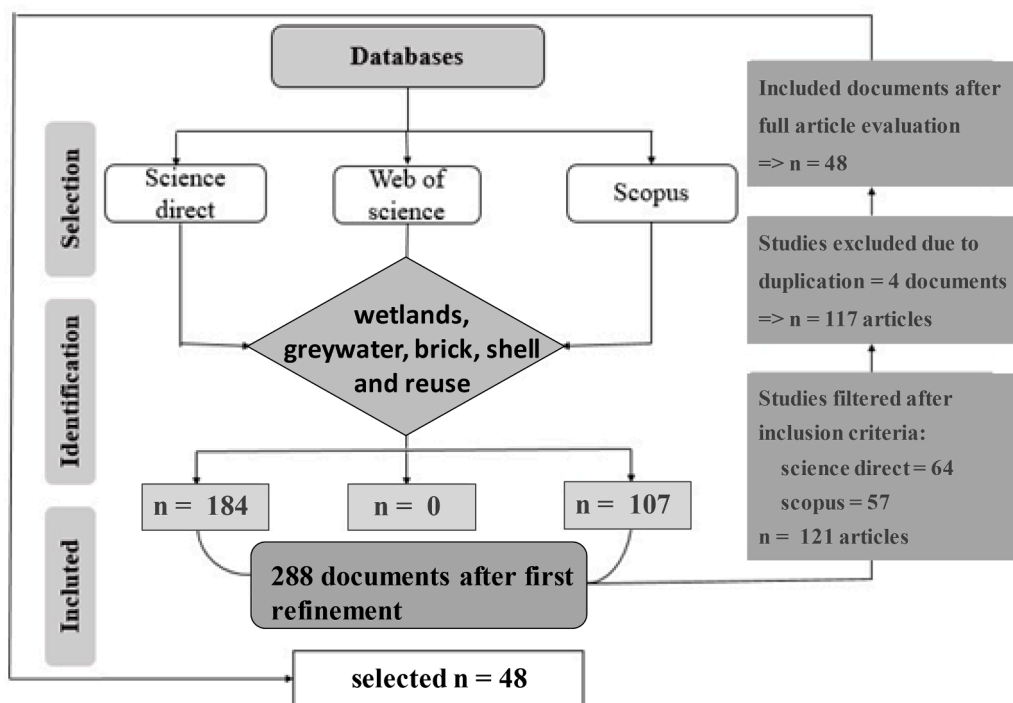 Databases
Selection
Science
direct
Web of
science
Scopus
Identification
wetlands,
greywater, brick, shell
and reuse
n = 184
n = 0
n = 107
Included
288 documents after first
refinement
Studies filtered after
inclusion criteria:
science direct = 64
scopus = 57
n = 121 articles
Studies excluded due to
duplication = 4 documents
=> n = 117 articles
Included documents after
full article evaluation
=> n = 48
selected n = 48